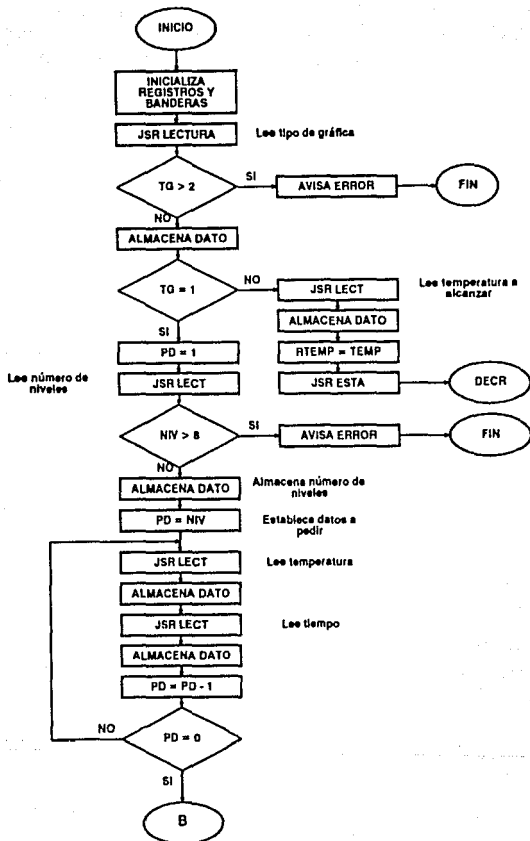 INICIO
INICIALIZA
REGISTROS Y
BANDERAS
JSR LECTURA
Lee tipo de gráfica
TG > 2
SI
AVISA ERROR
FIN
NO
ALMACENA DATO
TG = 1
NO
JSR LECT
Lee temperatura a
alcanzar
ALMACENA DATO
SI
PD = 1
RTEMP = TEMP
Lee número de
niveles
JSR LECT
JSR ESTA
DECR
NIV > 8
SI
AVISA ERROR
FIN
NO
ALMACENA DATO
Almacena número de
niveles
PD = NIV
Establece datos a
pedir
JSR LECT
Lee temperatura
ALMACENA DATO
JSR LECT
Lee tiempo
ALMACENA DATO
PD = PD - 1
NO
PD = 0
SI
B